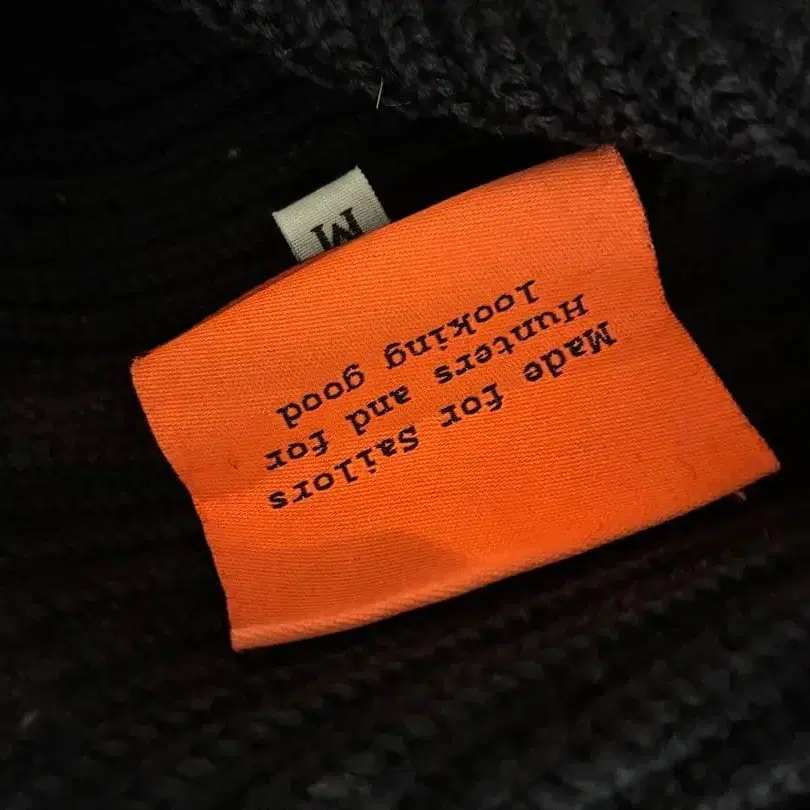 M
Made for Sailors
Hunters and for
Looking good